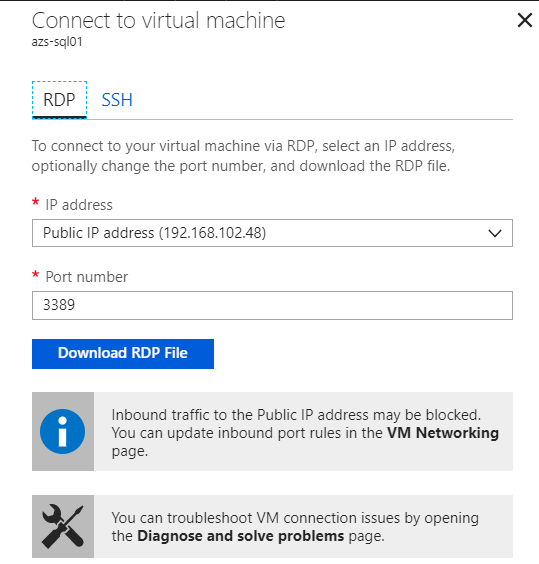 Connect to virtual machine
azs-sql01
RDP SSH
To connect to your virtual machine via RDP, select an IP address,
optionally change the port number, and download the RDP file.
* IP address
Public IP address (192.168.102.48)
* Port number
3389
Download RDP File
Inbound traffic to the Public IP address may be blocked.
You can update inbound port rules in the VM Networking
page.
You can troubleshoot VM connection issues by opening
the Diagnose and solve problems page.